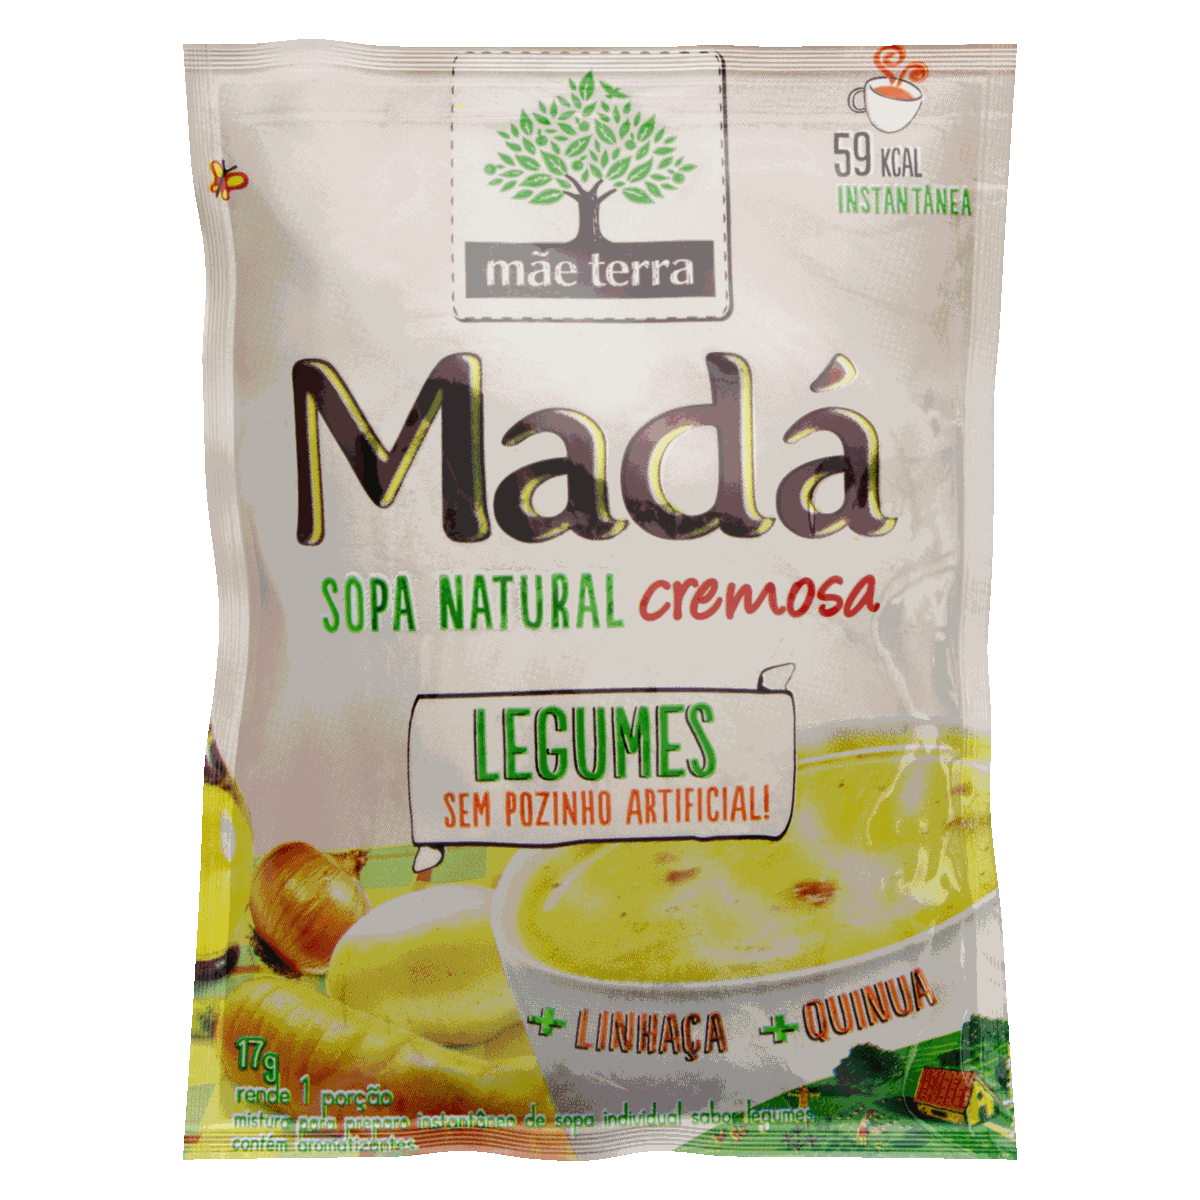 mãe terra
59 KCAL
INSTANTÂNEA
Madá
SOPA NATURAL cremosa
LEGUMES
SEM POZINHO ARTIFICIAL!
+ LINHAÇA + QUINUA
17g
rende 1 porção
mistura para preparo instantâneo de sopa individual sabor legumes
contém aromatizantes.